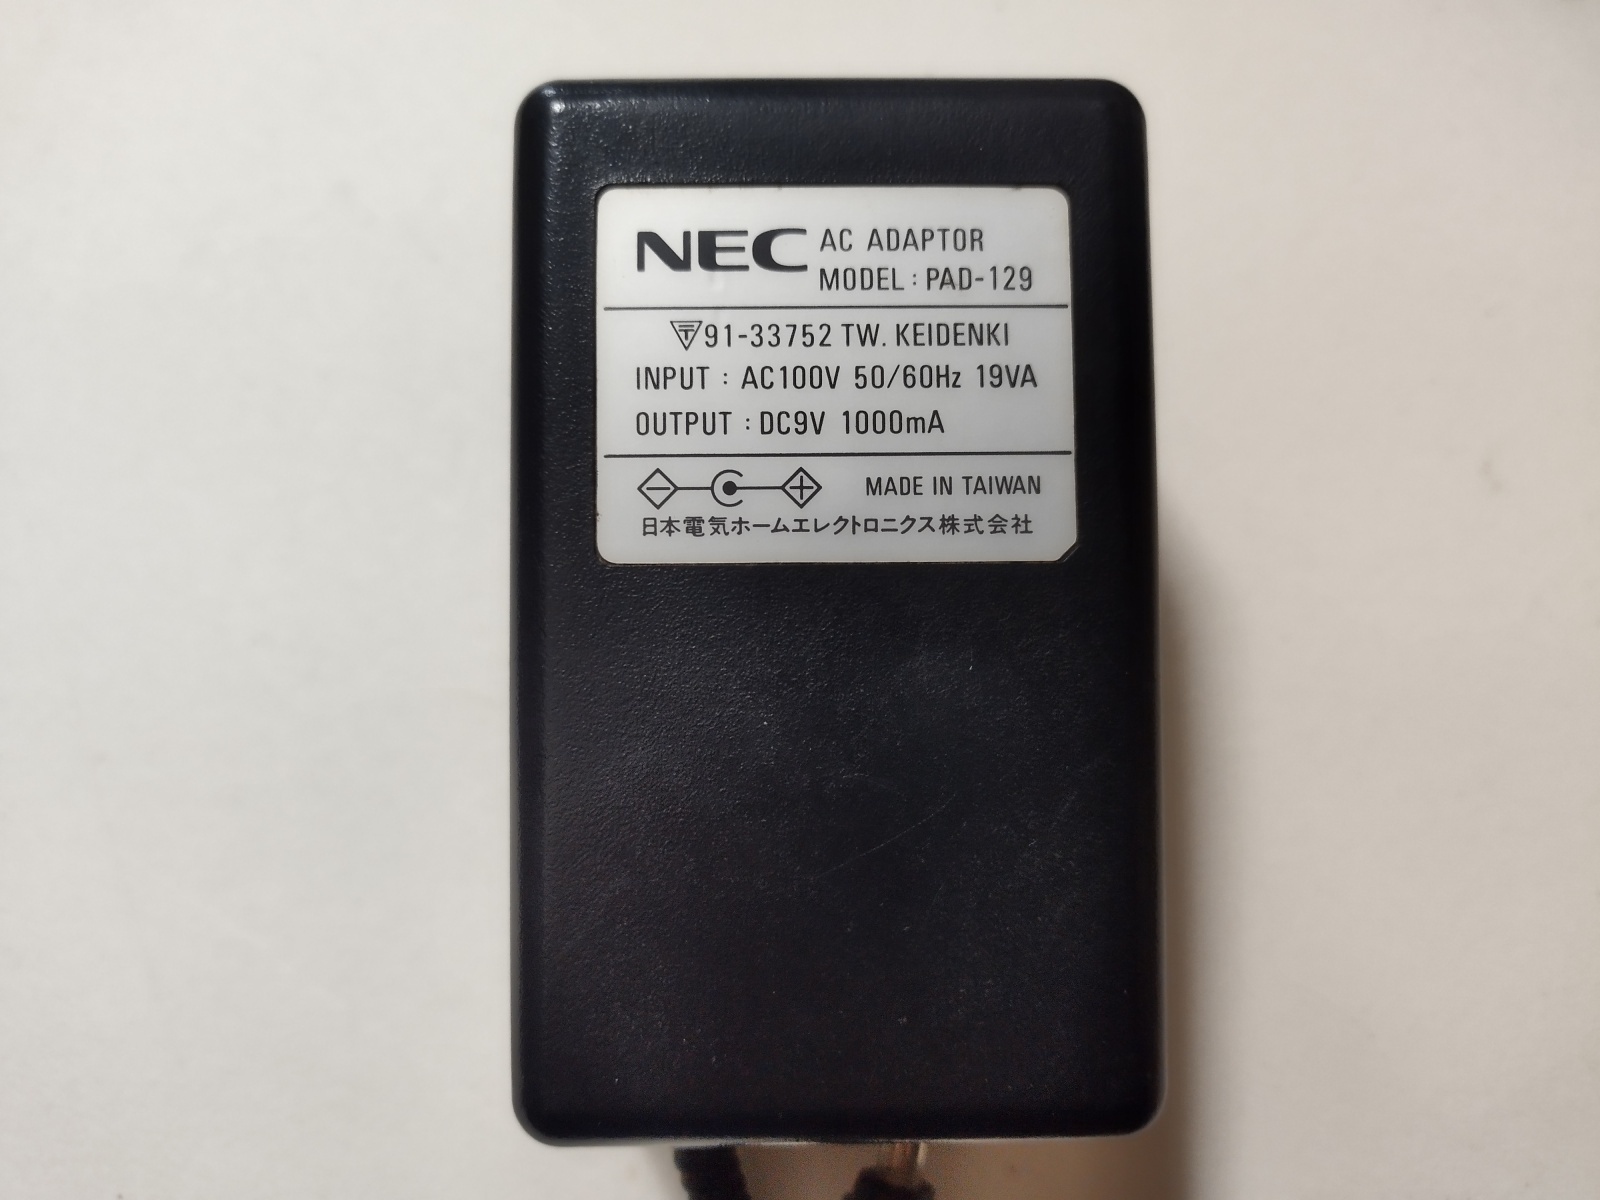 NEC AC ADAPTOR
MODEL : PAD-129
91-33752 TW. KEIDENKI
INPUT : AC100V 50/60Hz 19VA
OUTPUT : DC9V 1000mA
MADE IN TAIWAN
日本電気ホームエレクトロニクス株式会社